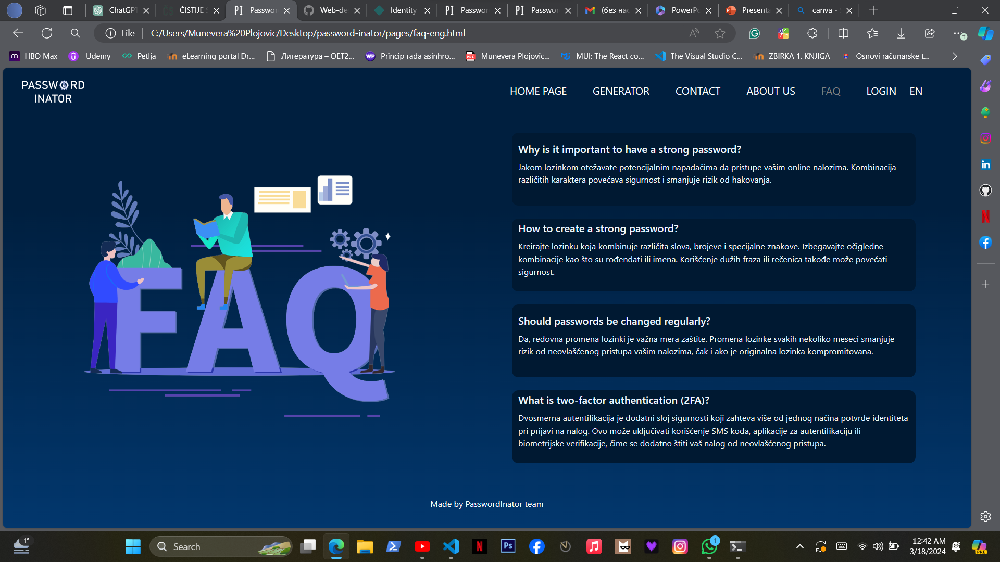 ChatGP
ČISTIJE S
Passwor
Web-de
Identity
Passwor
Passwor
(без нас
PowerPo
Presenta
canva -
File
C:/Users/Munevera%20Plojovic/Desktop/password-inator/pages/faq-eng.html
HBO Max
Udemy
Petlja
eLearning portal Dr...
Литература – OET2...
Princip rada asinhro...
Munevera Plojovic...
MUI: The React co...
The Visual Studio C...
ZBIRKA 1. KNJIGA
Osnovi računarske t...
PASSWORD
INATOR
HOME PAGE
GENERATOR
CONTACT
ABOUT US
FAQ
LOGIN
EN
Why is it important to have a strong password?
Jakom lozinkom otežavate potencijalnim napadačima da pristupe vašim online nalozima. Kombinacija
različitih karaktera povećava sigurnost i smanjuje rizik od hakovanja.
How to create a strong password?
Kreirajte lozinku koja kombinuje različita slova, brojeve i specijalne znakove. Izbegavajte očigledne
kombinacije kao što su rođendati ili imena. Korišćenje dužih fraza ili rečenica takođe može povećati
sigurnost.
Should passwords be changed regularly?
Da, redovna promena lozinki je važna mera zaštite. Promena lozinke svakih nekoliko meseci smanjuje
rizik od neovlašćenog pristupa vašim nalozima, čak i ako je originalna lozinka kompromitovana.
What is two-factor authentication (2FA)?
Dvosmerna autentifikacija je dodatni sloj sigurnosti koji zahteva više od jednog načina potvrde identiteta
pri prijavi na nalog. Ovo može uključivati korišćenje SMS koda, aplikacije za autentifikaciju ili
biometrijske verifikacije, čime se dodatno štiti vaš nalog od neovlašćenog pristupa.
FAQ
Made by PasswordInator team
1°
Search
1
12:42 AM
3/18/2024
PRE